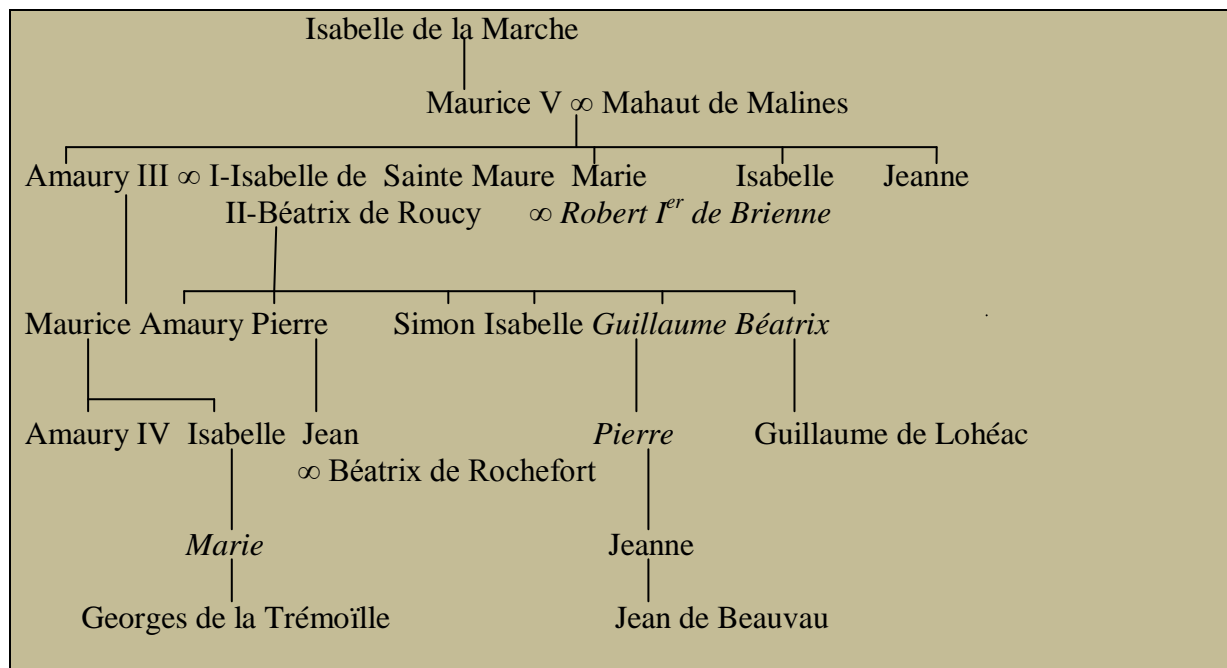 Isabelle de la Marche
Maurice V ∞ Mahaut de Malines
Amaury III ∞ I-Isabelle de Sainte Maure Marie Isabelle Jeanne
II-Béatrix de Roucy ∞ Robert Ier de Brienne
Maurice Amaury Pierre Simon Isabelle Guillaume Béatrix
Amaury IV Isabelle Jean Pierre Guillaume de Lohéac
∞ Béatrix de Rochefort
Marie Jeanne
Georges de la Trémoïlle Jean de Beauvau